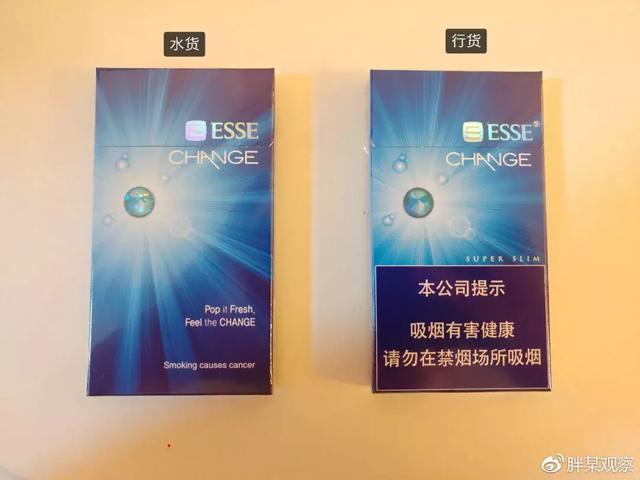 水货
行货
ESSE
CHANGE
Pop it Fresh,
Feel the CHANGE
Smoking causes cancer
ESSE®
CHANGE
SUPER SLIM
本公司提示
吸烟有害健康
请勿在禁烟场所吸烟
胖某观察